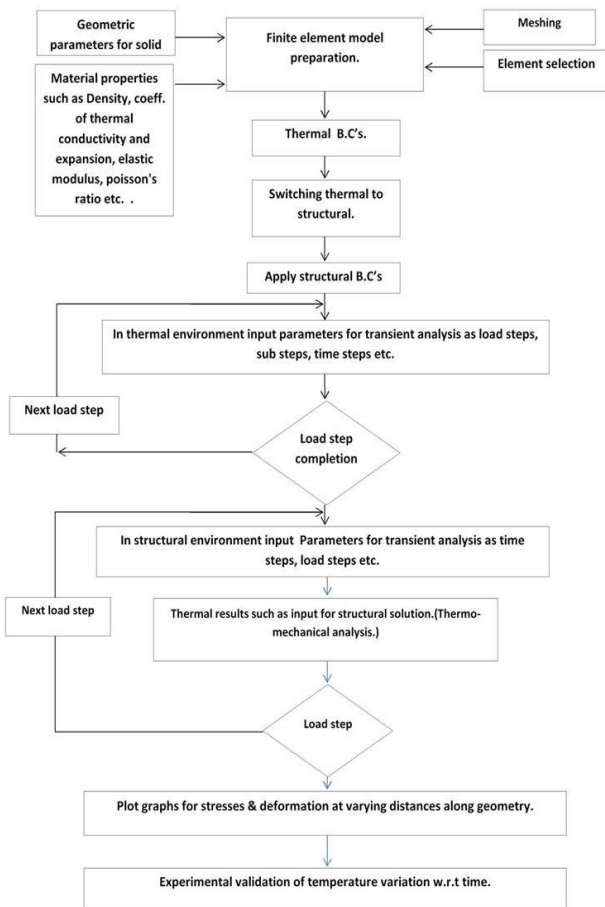 Geometric
parameters for solid
Finite element model
preparation.
Meshing
Element selection
Material properties
such as Density, coeff.
of thermal
conductivity and
expansion, elastic
modulus, poisson's
ratio etc. .
Thermal B.C's.
Switching thermal to
structural.
Apply structural B.C's
In thermal environment input parameters for transient analysis as load steps,
sub steps, time steps etc.
Next load step
Load step
completion
In structural environment input Parameters for transient analysis as time
steps, load steps etc.
Next load step
Thermal results such as input for structural solution.(Thermo-
mechanical analysis.)
Load step
Plot graphs for stresses & deformation at varying distances along geometry.
Experimental validation of temperature variation w.r.t time.